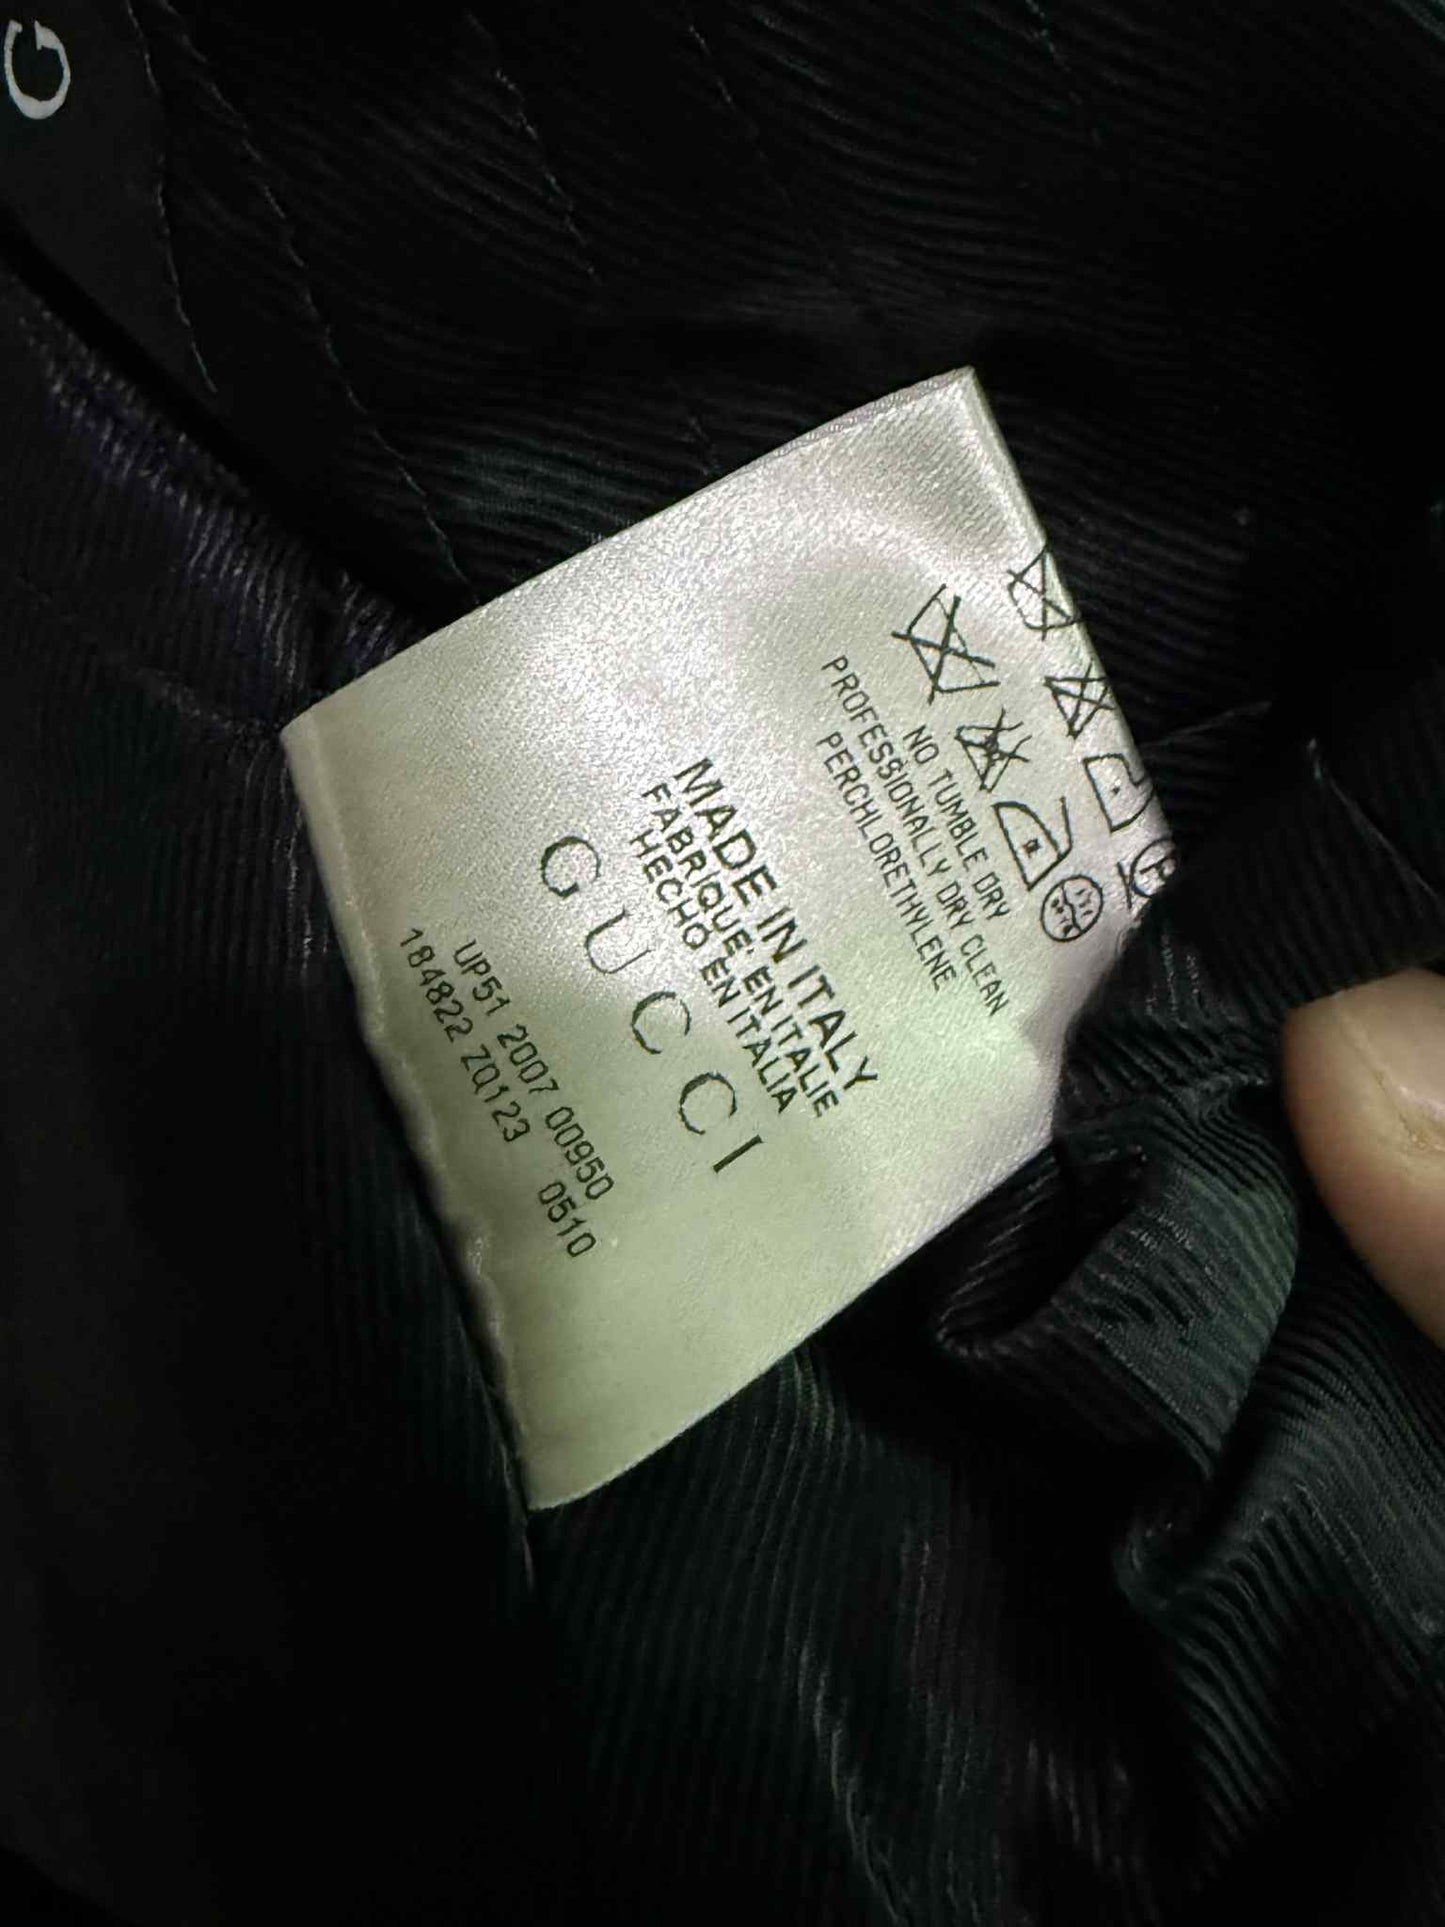 G
NO TUMBLE DRY
PROFESSIONALLY DRY CLEAN
PERCHLORETHYLENE
MADE IN ITALY
FABRIQUE' EN ITALIE
HECHO EN ITALIA
GUCCI
UP51 2007 00950
184822 ZQ123 0510